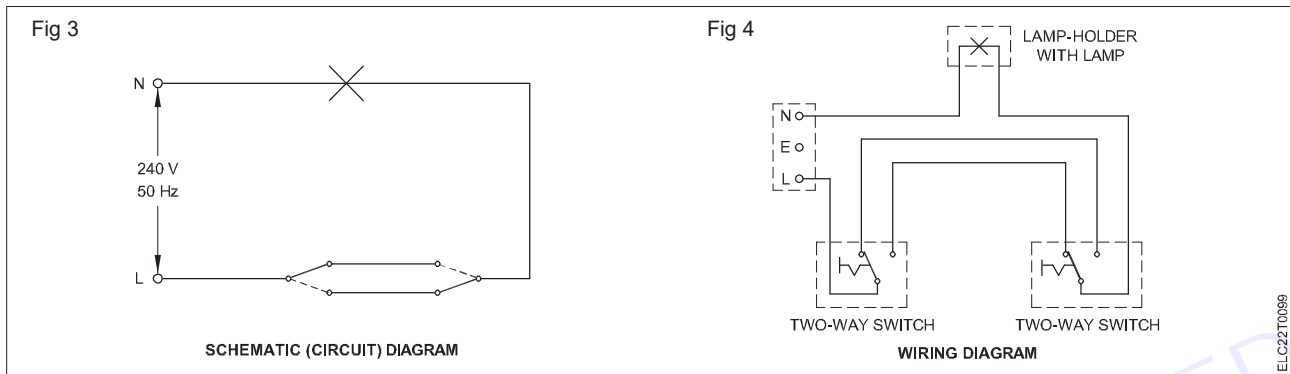 Fig 3
N
240 V
50 Hz
L
SCHEMATIC (CIRCUIT) DIAGRAM
Fig 4
LAMP-HOLDER
WITH LAMP
N
E
L
TWO-WAY SWITCH
TWO-WAY SWITCH
WIRING DIAGRAM
ELC22T0099